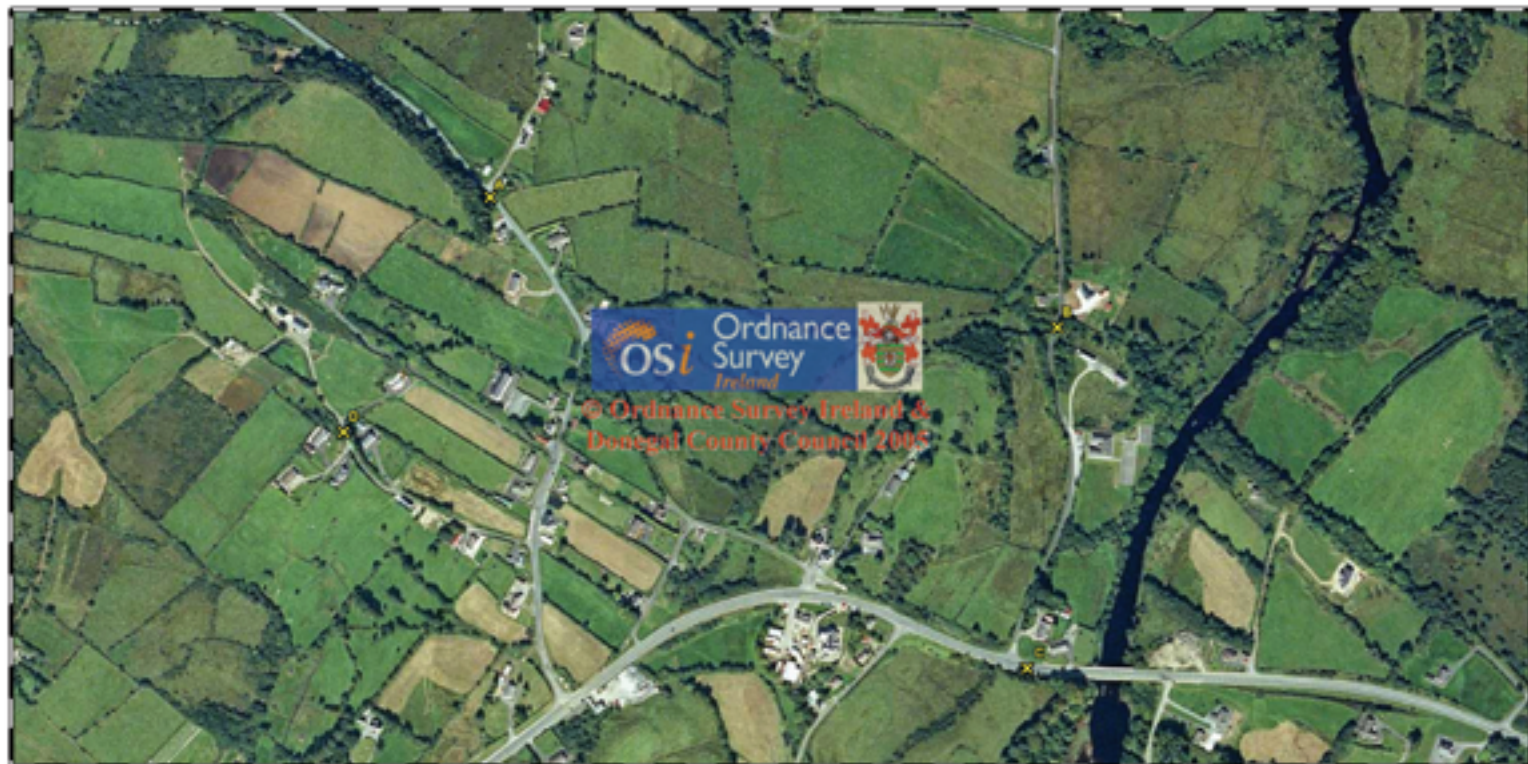 A
B
OSi Ordnance
Survey
Ireland
© Ordnance Survey Ireland &
Donegal County Council 2005
D
C